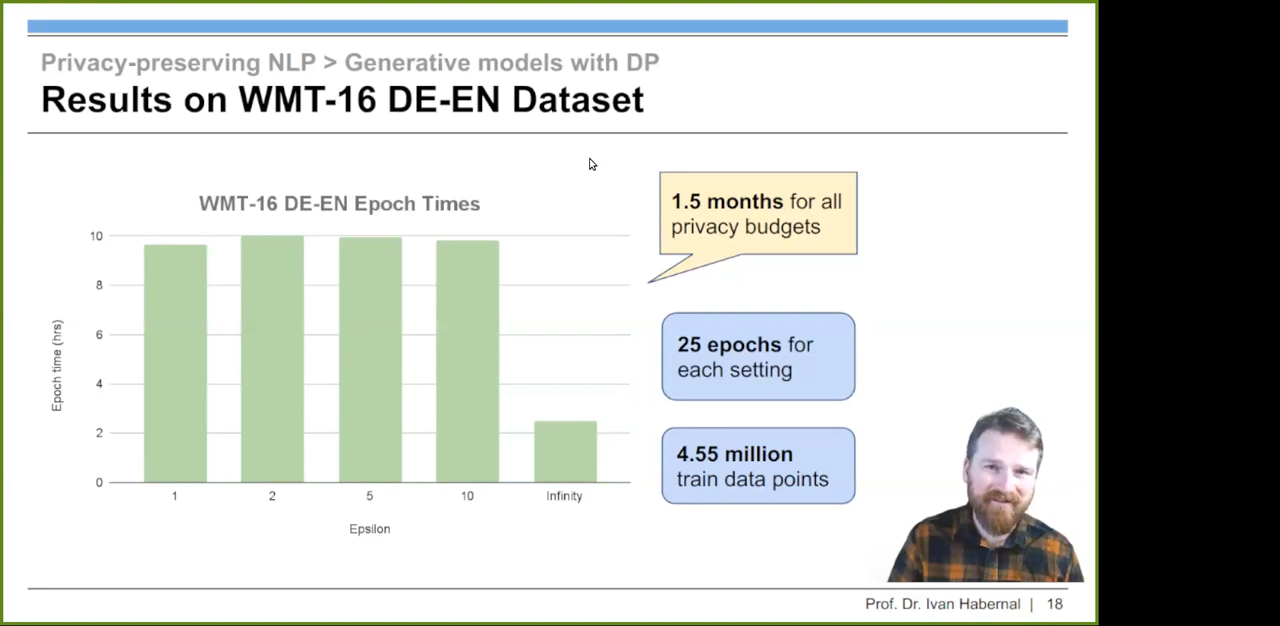 Privacy-preserving NLP > Generative models with DP
Results on WMT-16 DE-EN Dataset
WMT-16 DE-EN Epoch Times
Epoch time (hrs)
10
8
6
4
2
0
1 2 5 10 Infinity
Epsilon
1.5 months for all
privacy budgets
25 epochs for
each setting
4.55 million
train data points
Prof. Dr. Ivan Habernal | 18